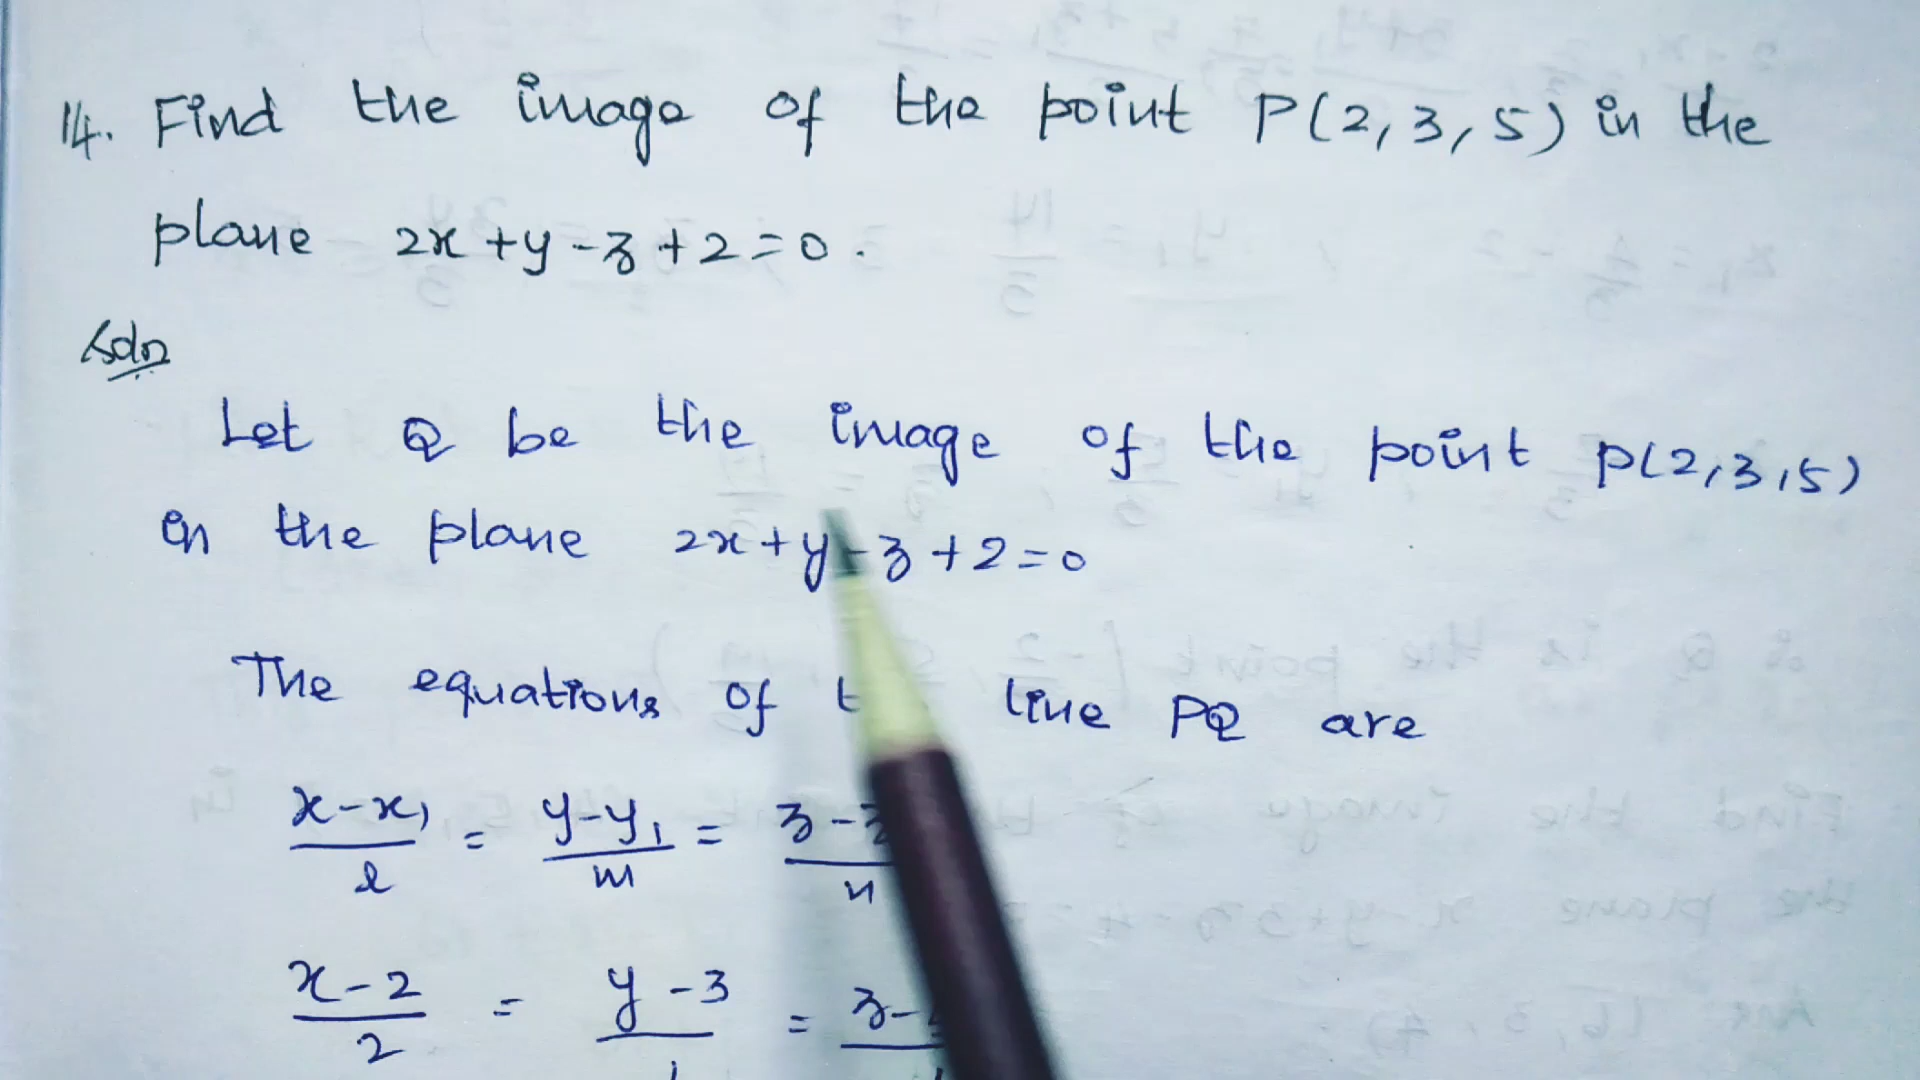 14. Find the image of the point P(2,3,5) in the
plane 2x+y-z+2=0.
Soln
Let Q be the image of the point P(2,3,5)
in the plane 2x+y-z+2=0
The equations of line PQ are
(x-x₁)/l = (y-y₁)/m = z-/n
(x-2)/2 = (y-3)/1 = z-